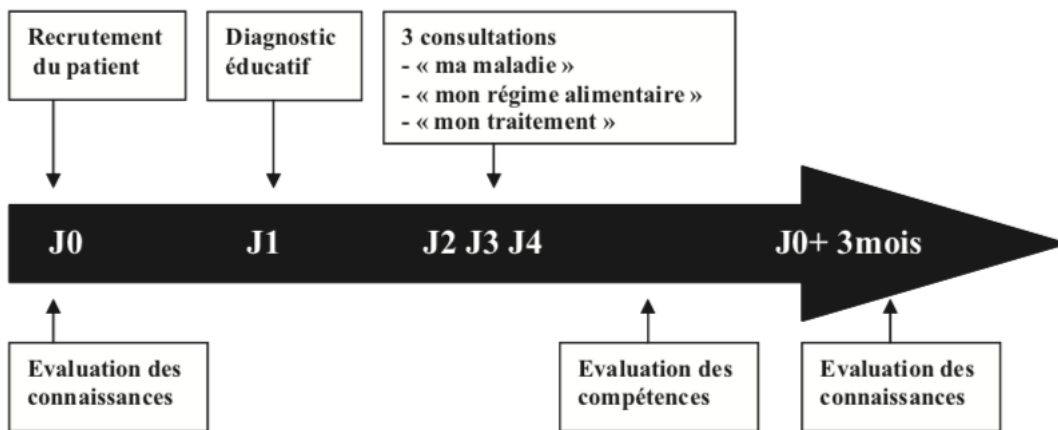 Recrutement
du patient
Diagnostic
éducatif
3 consultations
- « ma maladie »
- « mon régime alimentaire »
- « mon traitement »
J0
J1
J2 J3 J4
J0+ 3mois
Evaluation des
connaissances
Evaluation des
compétences
Evaluation des
connaissances